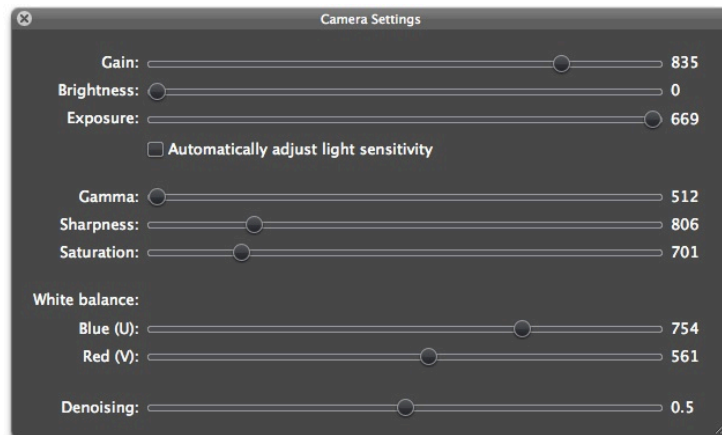 Camera Settings
Gain: 835
Brightness: 0
Exposure: 669
Automatically adjust light sensitivity
Gamma: 512
Sharpness: 806
Saturation: 701
White balance:
Blue (U): 754
Red (V): 561
Denoising: 0.5